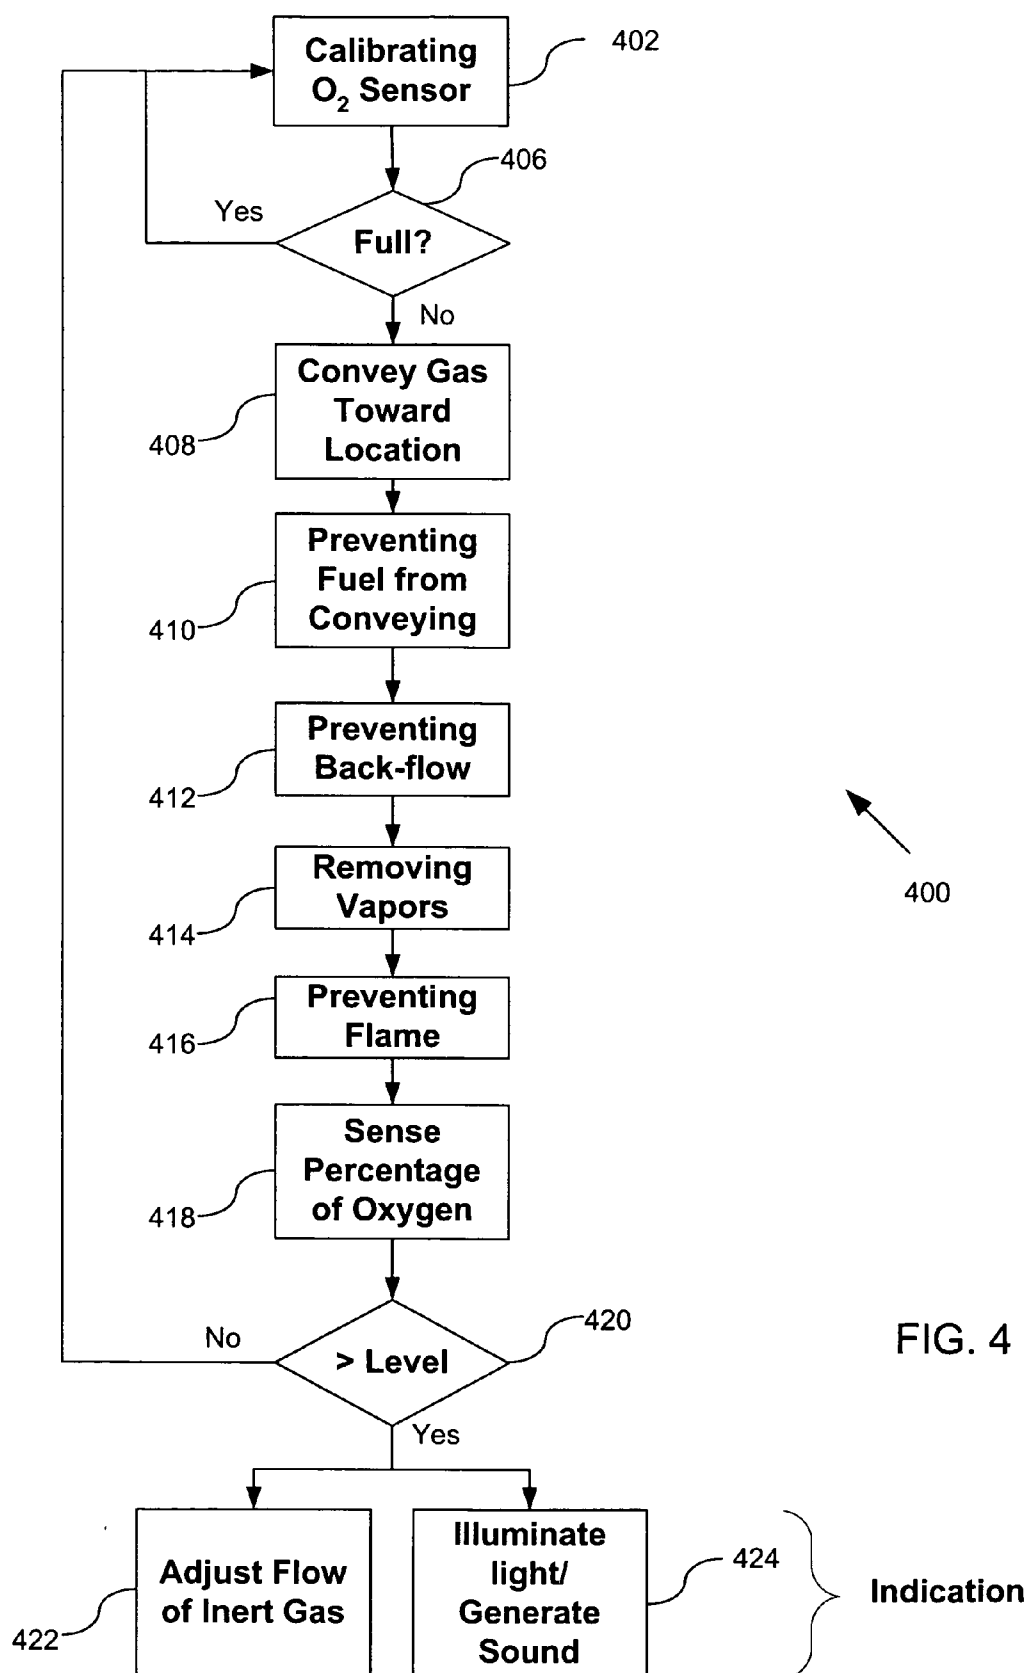 Calibrating
O2 Sensor
402
406
Yes
Full?
No
Convey Gas
Toward
Location
408
Preventing
Fuel from
Conveying
410
Preventing
Back-flow
412
Removing
Vapors
414
400
Preventing
Flame
416
Sense
Percentage
of Oxygen
418
420
No
> Level
FIG. 4
Yes
Adjust Flow
of Inert Gas
422
Illuminate
light/
Generate
Sound
424
Indication